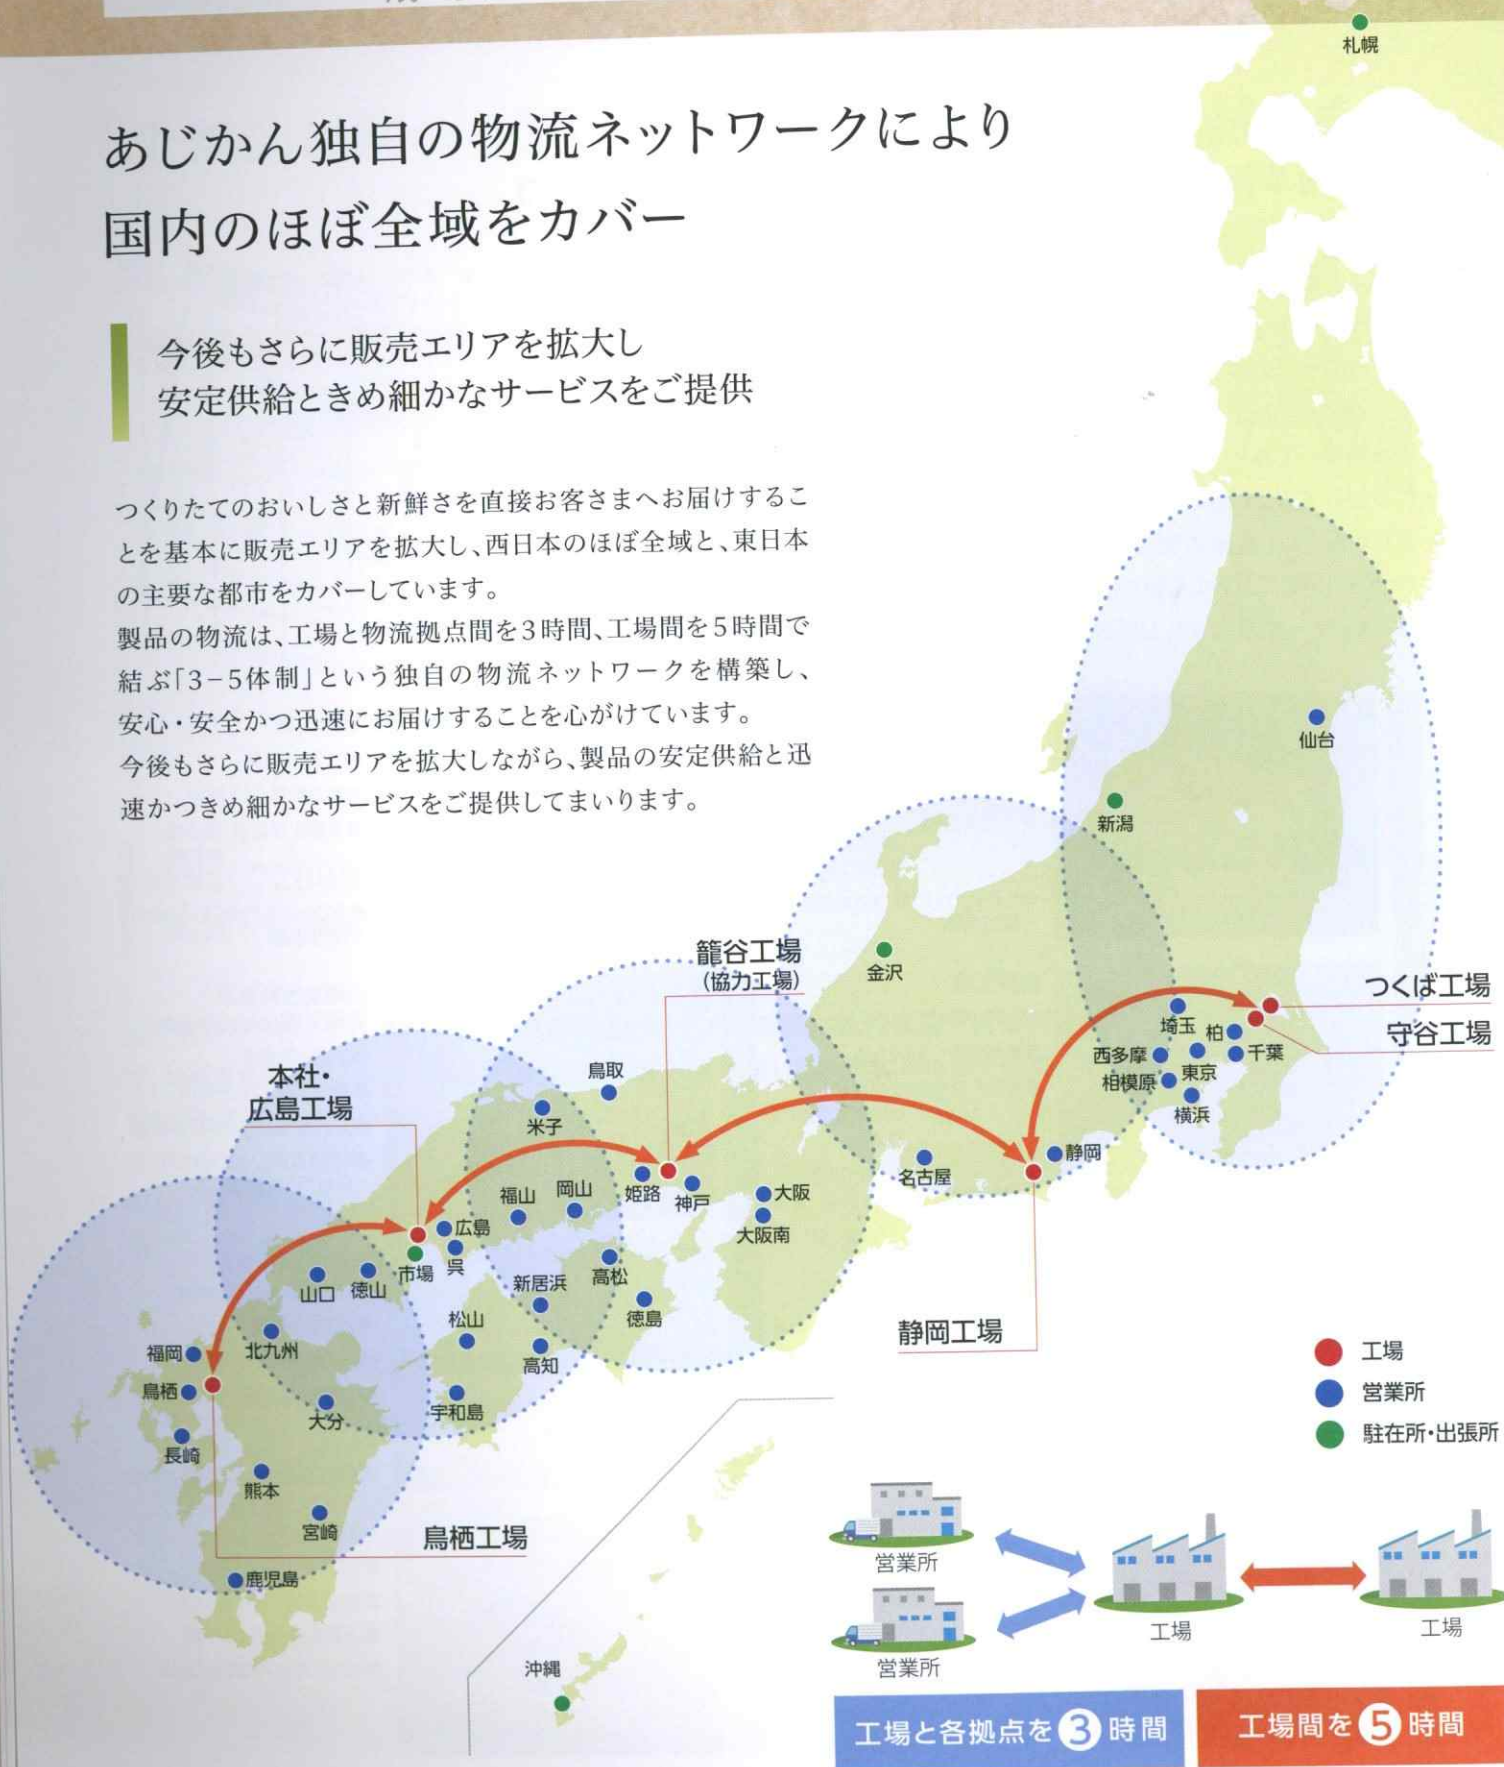 札幌
あじかん独自の物流ネットワークにより
国内のほぼ全域をカバー
今後もさらに販売エリアを拡大し
安定供給ときめ細かなサービスをご提供
つくりたてのおいしさと新鮮さを直接お客さまへお届けするこ
とを基本に販売エリアを拡大し、西日本のほぼ全域と、東日本
の主要な都市をカバーしています。
製品の物流は、工場と物流拠点間を3時間、工場間を5時間で
結ぶ「3−5体制」という独自の物流ネットワークを構築し、
安心・安全かつ迅速にお届けすることを心がけています。
今後もさらに販売エリアを拡大しながら、製品の安定供給と迅
速かつきめ細かなサービスをご提供してまいります。
仙台
新潟
籠谷工場
(協力工場)
金沢
つくば工場
守谷工場
埼玉
柏
西多摩
東京
千葉
相模原
横浜
本社・
広島工場
鳥取
米子
静岡
名古屋
福山
岡山
姫路
神戸
大阪
大阪南
広島
呉
市場
山口
徳山
新居浜
高松
徳島
松山
高知
宇和島
静岡工場
福岡
北九州
鳥栖
大分
長崎
熊本
宮崎
鳥栖工場
鹿児島
沖縄
工場
営業所
駐在所・出張所
営業所
営業所
工場
工場
工場と各拠点を3時間
工場間を5時間